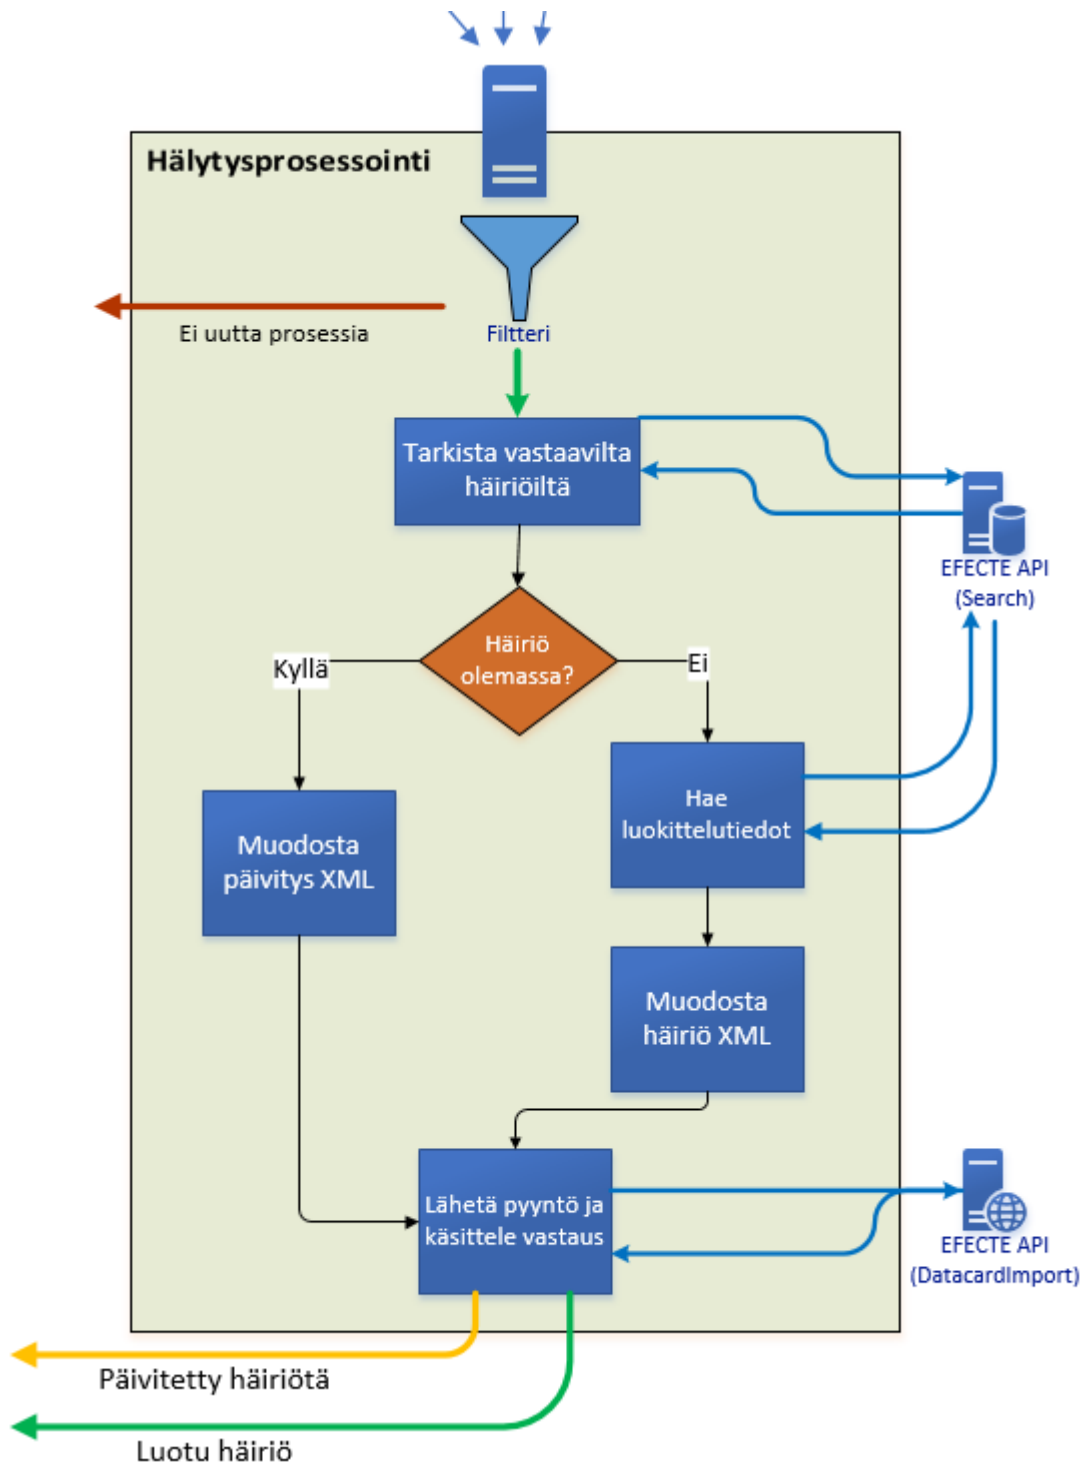 Hälytysprosessointi
Ei uutta prosessia
Filtteri
Tarkista vastaavilta
häiriöiltä
EFECTE API
(Search)
Häiriö
olemassa?
Kyllä
Ei
Hae
luokittelutiedot
Muodosta
päivitys XML
Muodosta
häiriö XML
Lähetä pyyntö ja
käsittele vastaus
EFECTE API
(DatacardImport)
Päivitetty häiriötä
Luotu häiriö